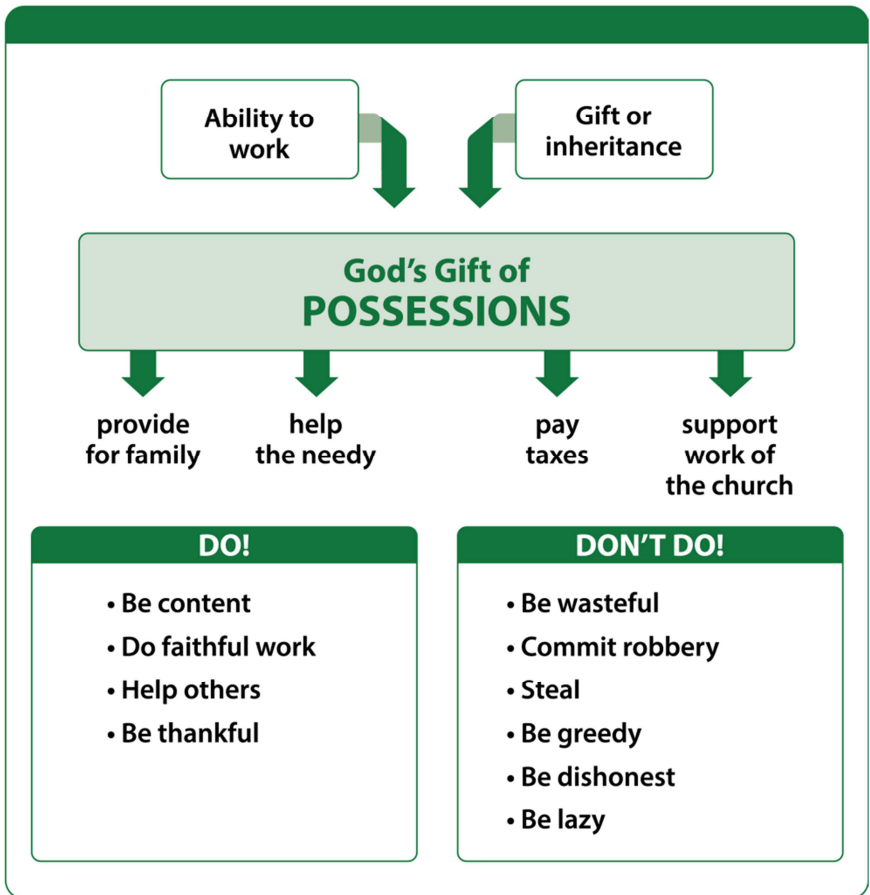 Ability to
work
Gift or
inheritance
God's Gift of
POSSESSIONS
provide
for family
help
the needy
pay
taxes
support
work of
the church
DO!
• Be content
• Do faithful work
• Help others
• Be thankful
DON'T DO!
• Be wasteful
• Commit robbery
• Steal
• Be greedy
• Be dishonest
• Be lazy